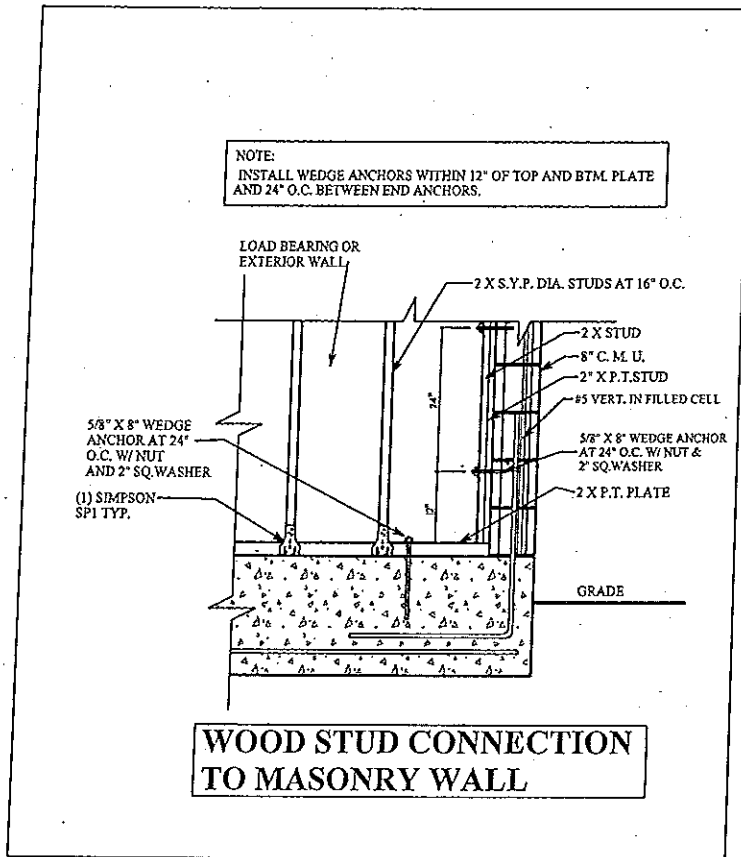 NOTE:
INSTALL WEDGE ANCHORS WITHIN 12" OF TOP AND BTM. PLATE
AND 24" O.C. BETWEEN END ANCHORS.
LOAD BEARING OR
EXTERIOR WALL
2 X S.Y.P. DIA. STUDS AT 16" O.C.
2 X STUD
8" C. M. U.
2" X P.T.STUD
#5 VERT. IN FILLED CELL
24"
5/8" X 8" WEDGE
ANCHOR AT 24"
O.C. W/ NUT
AND 2" SQ.WASHER
5/8" X 8" WEDGE ANCHOR
AT 24" O.C. W/ NUT &
2" SQ.WASHER
(1) SIMPSON
SP1 TYP.
12"
2 X P.T. PLATE
GRADE
WOOD STUD CONNECTION
TO MASONRY WALL